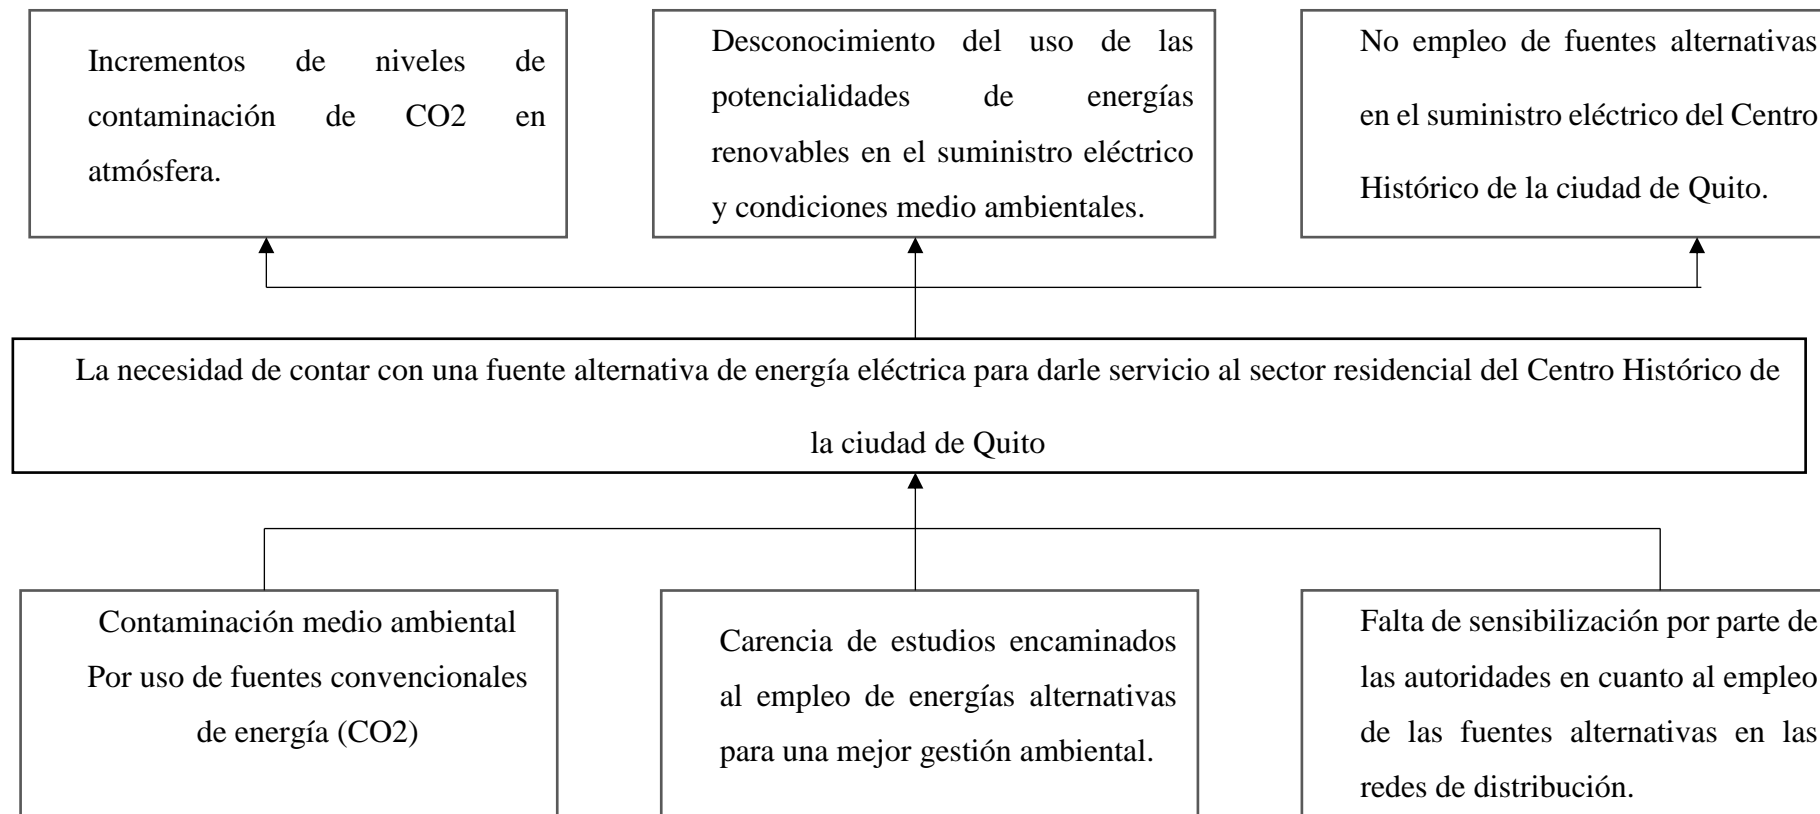 Incrementos de niveles de
contaminación de CO2 en
atmósfera.
Desconocimiento del uso de las
potencialidades de energías
renovables en el suministro eléctrico
y condiciones medio ambientales.
No empleo de fuentes alternativas
en el suministro eléctrico del Centro
Histórico de la ciudad de Quito.
La necesidad de contar con una fuente alternativa de energía eléctrica para darle servicio al sector residencial del Centro Histórico de
la ciudad de Quito
Contaminación medio ambiental
Por uso de fuentes convencionales
de energía (CO2)
Carencia de estudios encaminados
al empleo de energías alternativas
para una mejor gestión ambiental.
Falta de sensibilización por parte de
las autoridades en cuanto al empleo
de las fuentes alternativas en las
redes de distribución.